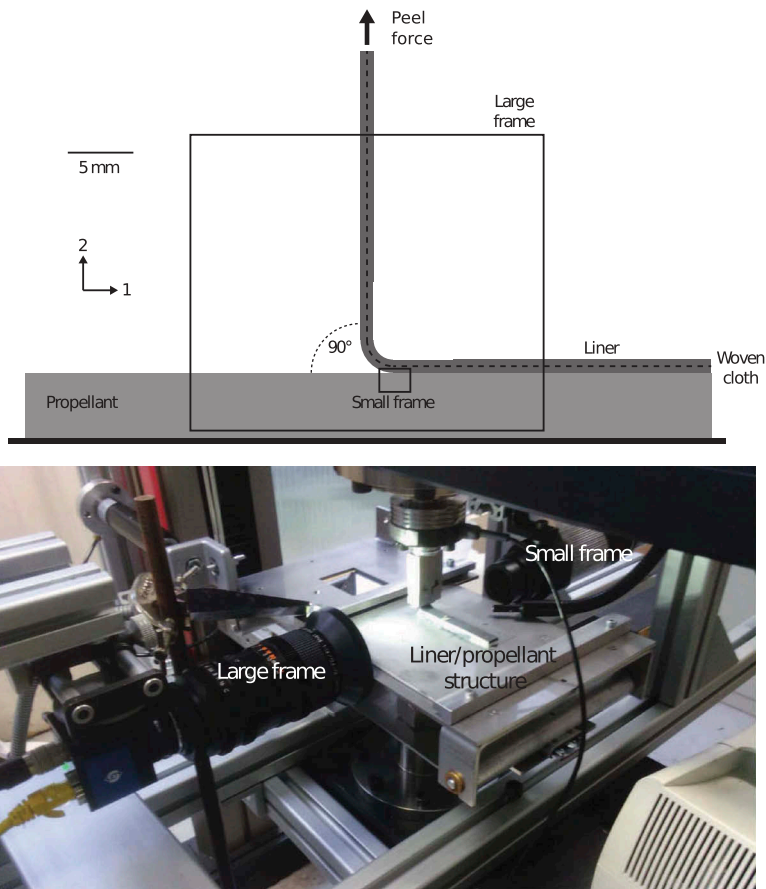 Peel
force
Large
frame
5 mm
2
1
90°
Liner
Woven
cloth
Propellant
Small frame
Small frame
Liner/propellant
structure
Large frame